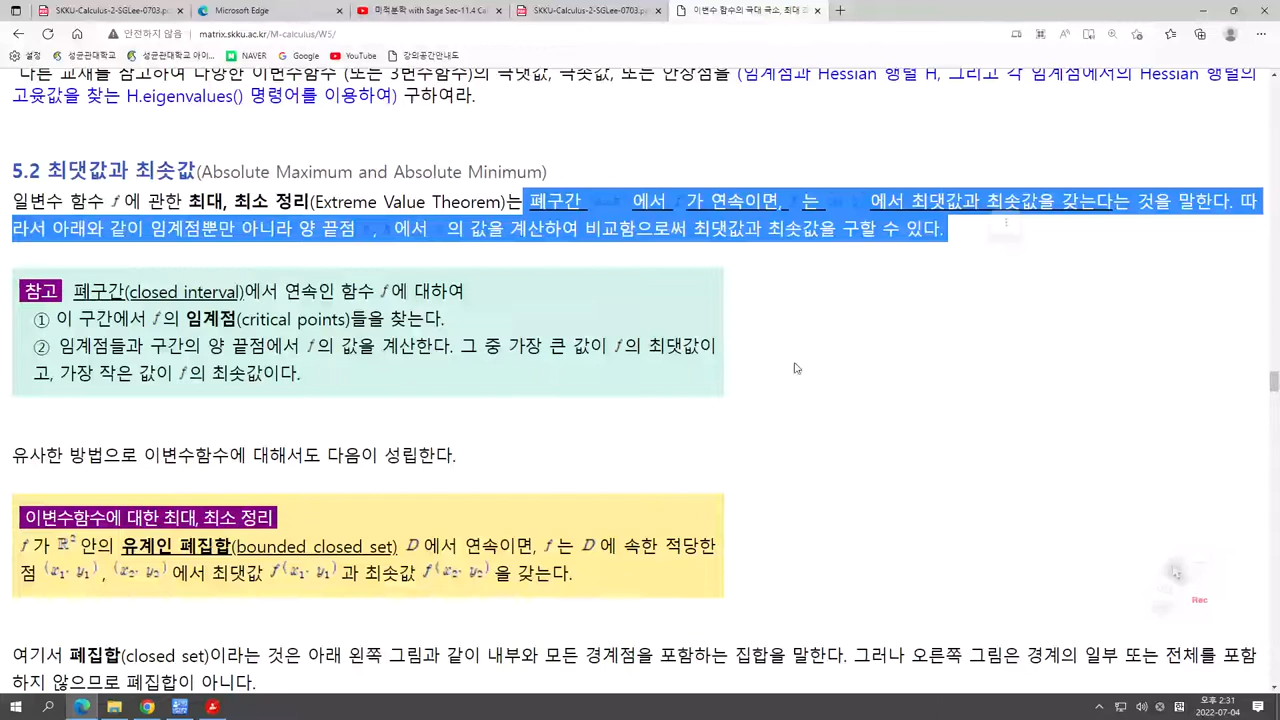 SKKU-Calculus-2-SGLee-0703.p
Microsoft Edge
미적분학 with Sage Sec-11.4 Co
SKKU-Calculus-2-SGLee-0703.p
이변수 함수의 극대 극소, 최대 최
안전하지 않음 matrix.skku.ac.kr/M-calculus/W5/
설정 성균관대학교 성균관대학교 아이... NAVER Google YouTube 강의공간안내도
다른 교재를 참고하여 다양한 이변수함수 (또는 3변수함수)의 극댓값, 극솟값, 또는 안장점을 (임계점과 Hessian 행렬 H, 그리고 각 임계점에서의 Hessian 행렬의
고윳값을 찾는 H.eigenvalues() 명령어를 이용하여) 구하여라.
5.2 최댓값과 최솟값(Absolute Maximum and Absolute Minimum)
일변수 함수 f 에 관한 최대, 최소 정리(Extreme Value Theorem)는 폐구간 에서 f 가 연속이면, f 는 에서 최댓값과 최솟값을 갖는다는 것을 말한다. 따
라서 아래와 같이 임계점뿐만 아니라 양 끝점 , 에서 의 값을 계산하여 비교함으로써 최댓값과 최솟값을 구할 수 있다.
참고 폐구간(closed interval)에서 연속인 함수 f 에 대하여
① 이 구간에서 f 의 임계점(critical points)들을 찾는다.
② 임계점들과 구간의 양 끝점에서 f 의 값을 계산한다. 그 중 가장 큰 값이 f 의 최댓값이
고, 가장 작은 값이 f 의 최솟값이다.
유사한 방법으로 이변수함수에 대해서도 다음이 성립한다.
이변수함수에 대한 최대, 최소 정리
f 가 ℝ² 안의 유계인 폐집합(bounded closed set) D 에서 연속이면, f 는 D 에 속한 적당한
점 (x₁, y₁), (x₂, y₂) 에서 최댓값 f(x₁, y₁) 과 최솟값 f(x₂, y₂) 을 갖는다.
Rec
여기서 폐집합(closed set)이라는 것은 아래 왼쪽 그림과 같이 내부와 모든 경계점을 포함하는 집합을 말한다. 그러나 오른쪽 그림은 경계의 일부 또는 전체를 포함
하지 않으므로 폐집합이 아니다.
오후 2:31
2022-07-04